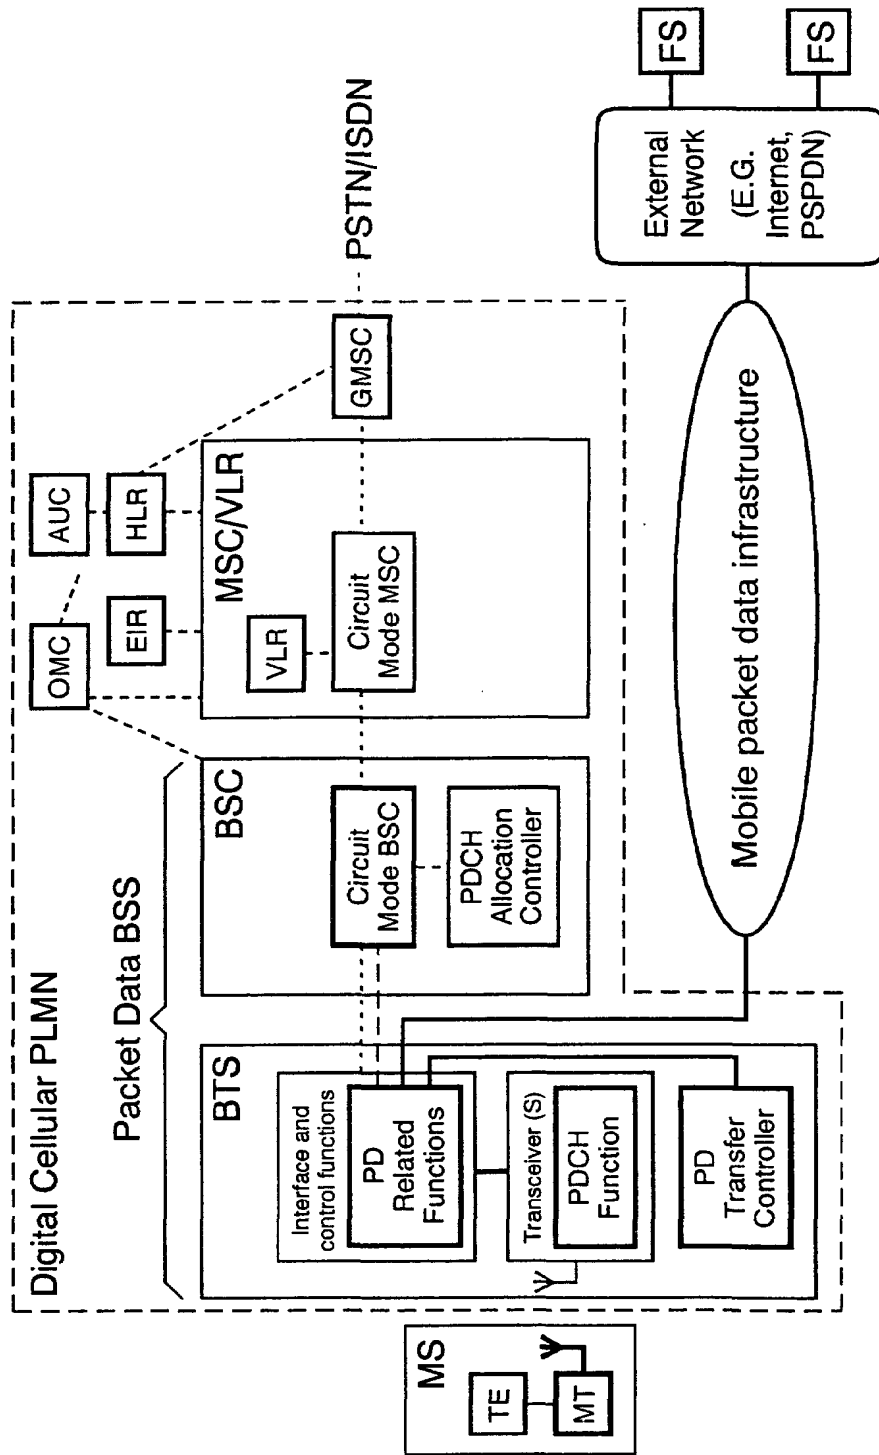 Digital Cellular PLMN
Packet Data BSS
OMC
AUC
EIR
HLR
BTS
BSC
MSC/VLR
VLR
Interface and
control functions
PD
Related
Functions
Circuit
Mode BSC
Circuit
Mode MSC
GMSC
PSTN/ISDN
MS
TE
MT
Transceiver (S)
PDCH
Function
PDCH
Allocation
Controller
PD
Transfer
Controller
Mobile packet data infrastructure
External
Network
(E.G.
Internet,
PSPDN)
FS
FS